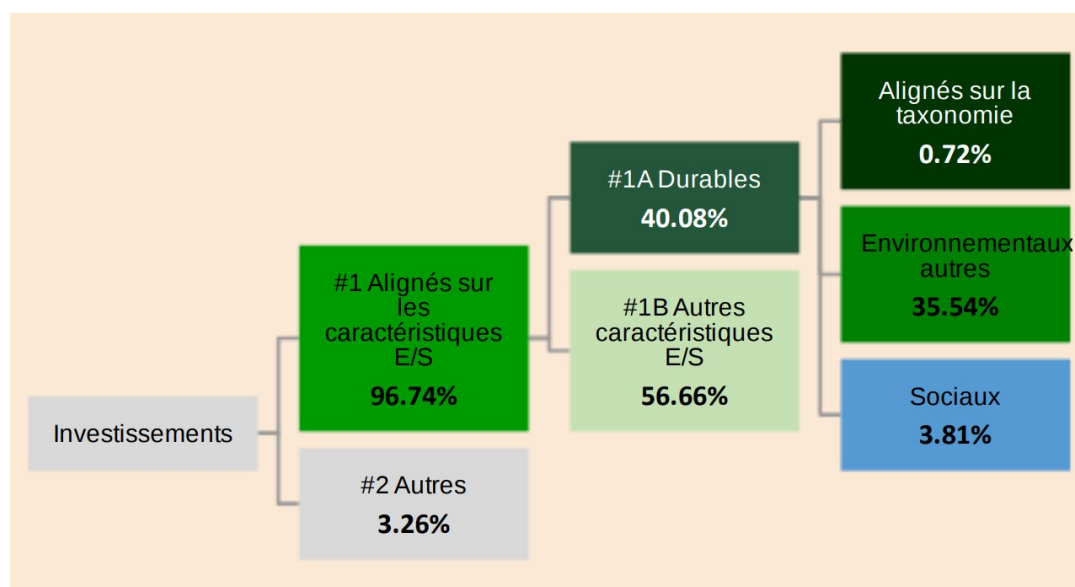 Investissements
#1 Alignés sur
les
caractéristiques
E/S
96.74%
#2 Autres
3.26%
#1A Durables
40.08%
#1B Autres
caractéristiques
E/S
56.66%
Alignés sur la
taxonomie
0.72%
Environnementaux
autres
35.54%
Sociaux
3.81%